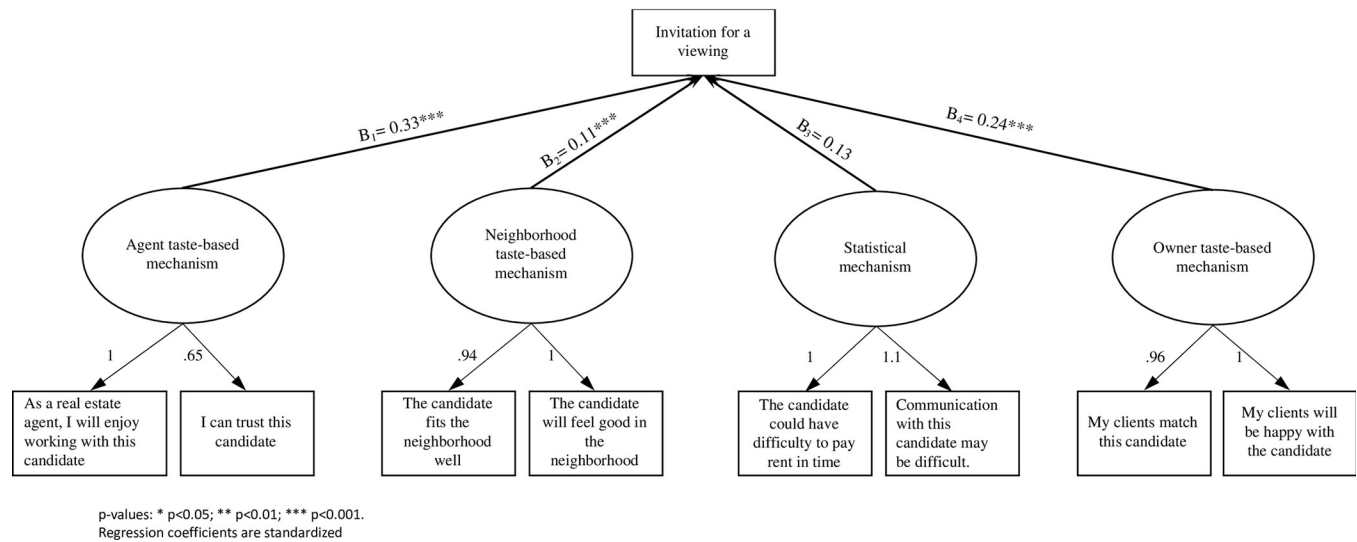 Invitation for a
viewing
B1= 0.33***
B2= 0.11***
B3= 0.13
B4= 0.24***
Agent taste-based
mechanism
Neighborhood
taste-based
mechanism
Statistical
mechanism
Owner taste-based
mechanism
1
.65
.94
1
1
1.1
.96
1
As a real estate
agent, I will enjoy
working with this
candidate
I can trust this
candidate
The candidate
fits the
neighborhood
well
The candidate
will feel good in
the
neighborhood
The candidate
could have
difficulty to pay
rent in time
Communication
with this
candidate may
be difficult.
My clients match
this candidate
My clients will
be happy with
the candidate
p-values: * p<0.05; ** p<0.01; *** p<0.001.
Regression coefficients are standardized